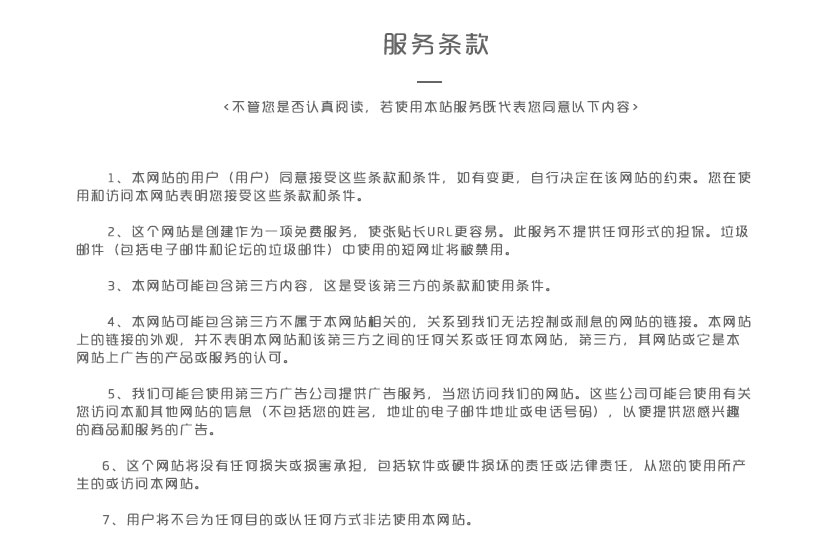 服务条款
<不管您是否认真阅读，若使用本站服务既代表您同意以下内容>
1、本网站的用户（用户）同意接受这些条款和条件，如有变更，自行决定在该网站的约束。您在使
用和访问本网站表明您接受这些条款和条件。
2、这个网站是创建作为一项免费服务，使张贴长URL更容易。此服务不提供任何形式的担保。垃圾
邮件（包括电子邮件和论坛的垃圾邮件）中使用的短网址将被禁用。
3、本网站可能包含第三方内容，这是受该第三方的条款和使用条件。
4、本网站可能包含第三方不属于本网站相关的，关系到我们无法控制或利息的网站的链接。本网站
上的链接的外观，并不表明本网站和该第三方之间的任何关系或任何本网站，第三方，其网站或它是本
网站上广告的产品或服务的认可。
5、我们可能会使用第三方广告公司提供广告服务，当您访问我们的网站。这些公司可能会使用有关
您访问本和其他网站的信息（不包括您的姓名，地址的电子邮件地址或电话号码），以便提供您感兴趣
的商品和服务的广告。
6、这个网站将没有任何损失或损害承担，包括软件或硬件损坏的责任或法律责任，从您的使用所产
生的或访问本网站。
7、用户将不会为任何目的或以任何方式非法使用本网站。